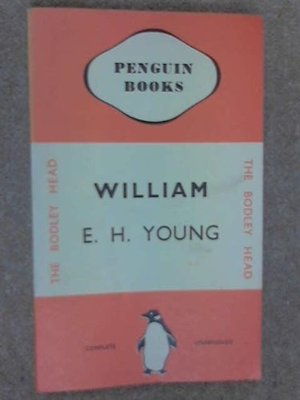 PENGUIN
BOOKS
THE BODLEY HEAD
WILLIAM
E. H. YOUNG
THE BODLEY HEAD
COMPLETE
UNABRIDGED